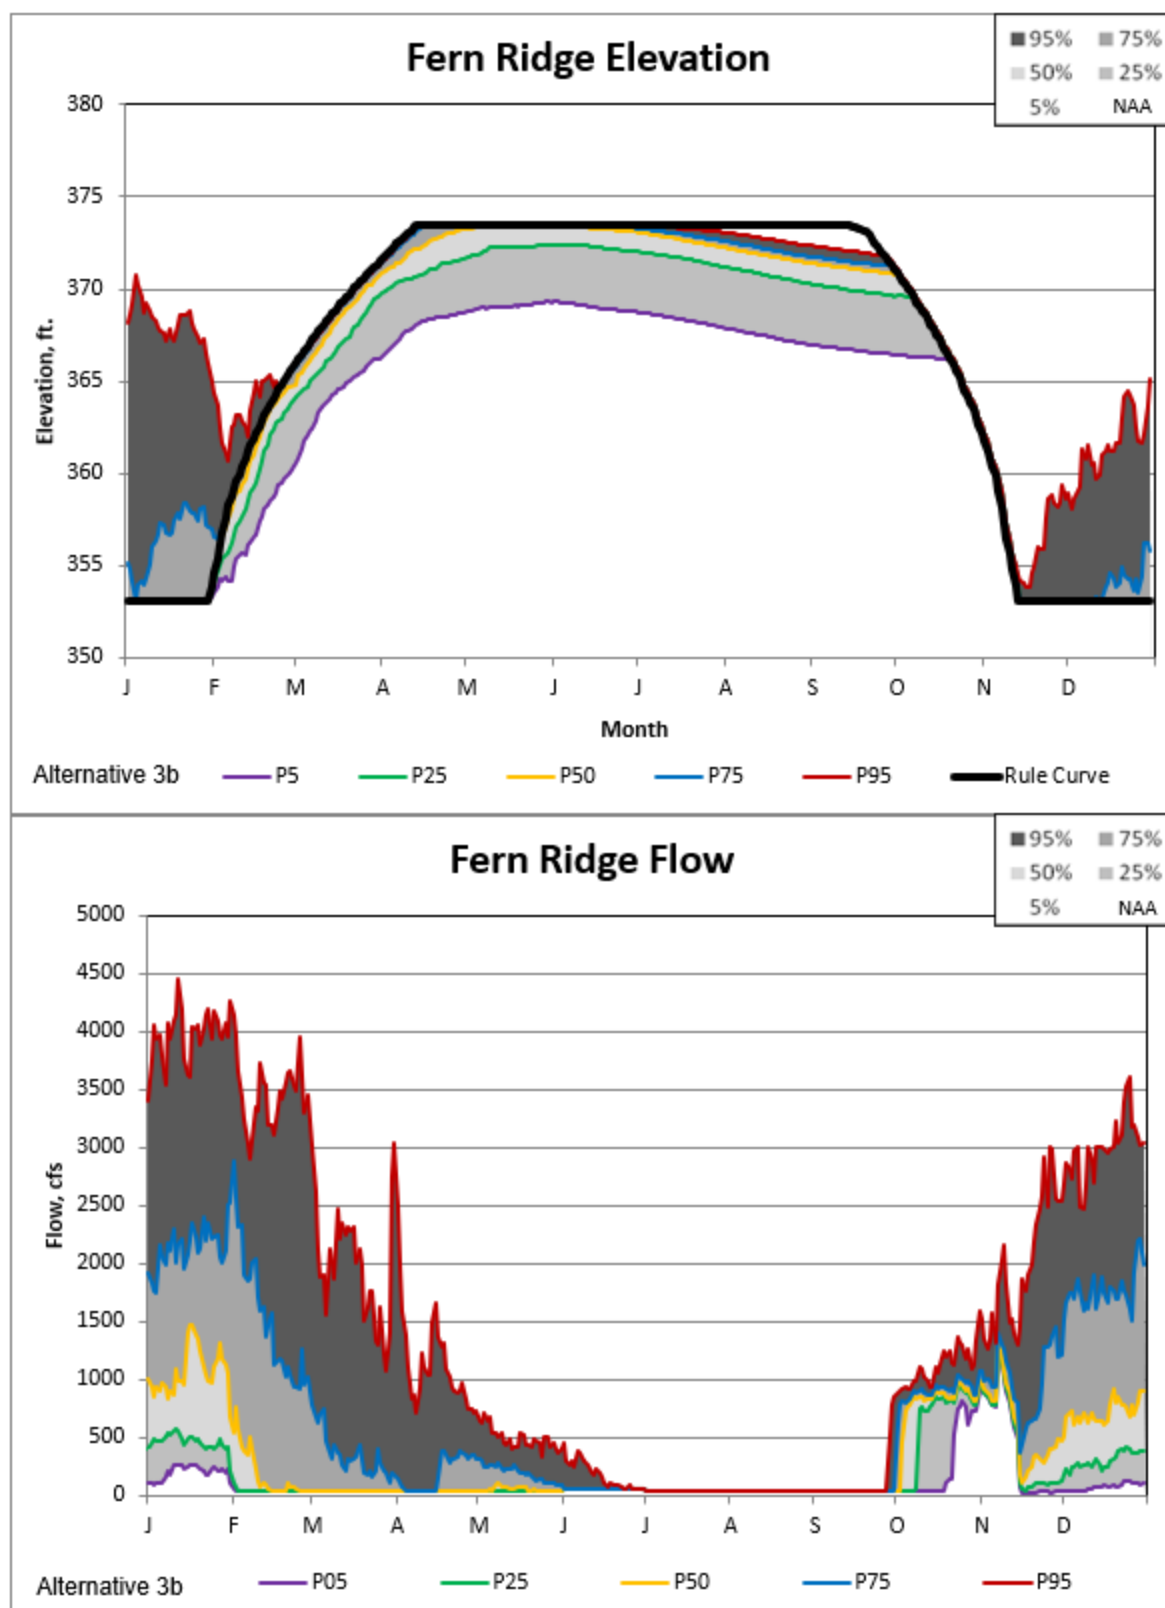 Fern Ridge Elevation
95% 75%
50% 25%
5% NAA
380
375
370
365
360
355
350
Elevation, ft.
J F M A M J J A S O N D
Month
Alternative 3b P5 P25 P50 P75 P95 Rule Curve
Fern Ridge Flow
95% 75%
50% 25%
5% NAA
5000
4500
4000
3500
3000
2500
2000
1500
1000
500
0
Flow, cfs
J F M A M J J A S O N D
Alternative 3b P05 P25 P50 P75 P95